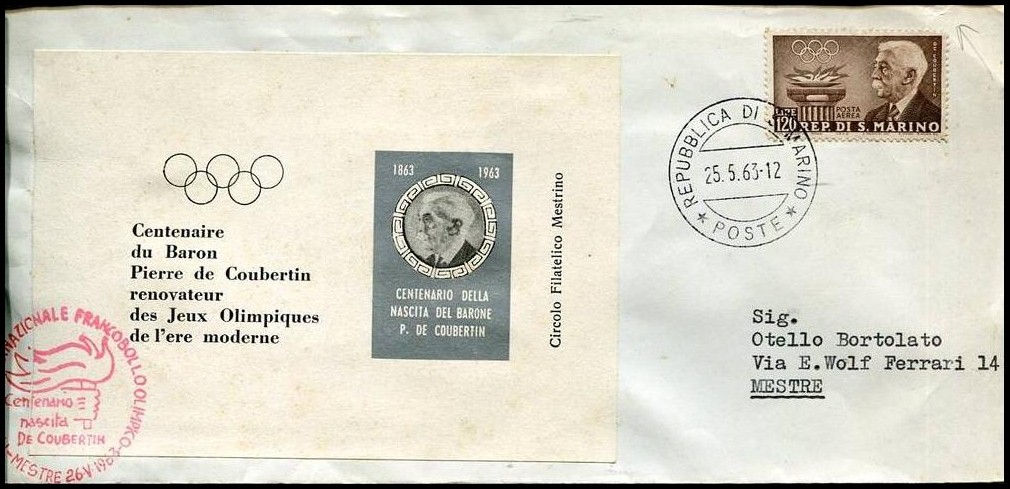 Centenaire
du Baron
Pierre de Coubertin
renovateur
des Jeux Olimpiques
de l'ere moderne
1863 1963
CENTENARIO DELLA
NASCITA DEL BARONE
P. DE COUBERTIN
Circolo Filatelico Mestrino
NAZIONALE FRANCOBOLLO OLIMPICO
Centenario
nascita
DE COUBERTIN
MESTRE 26 V 1963
DE COUBERTIN
POSTA
AEREA
LIRE
120
REP. DI S. MARINO
REPUBBLICA DI S. MARINO
25.5.63-12
POSTE
Sig.
Otello Bortolato
Via E.Wolf Ferrari 14
MESTRE